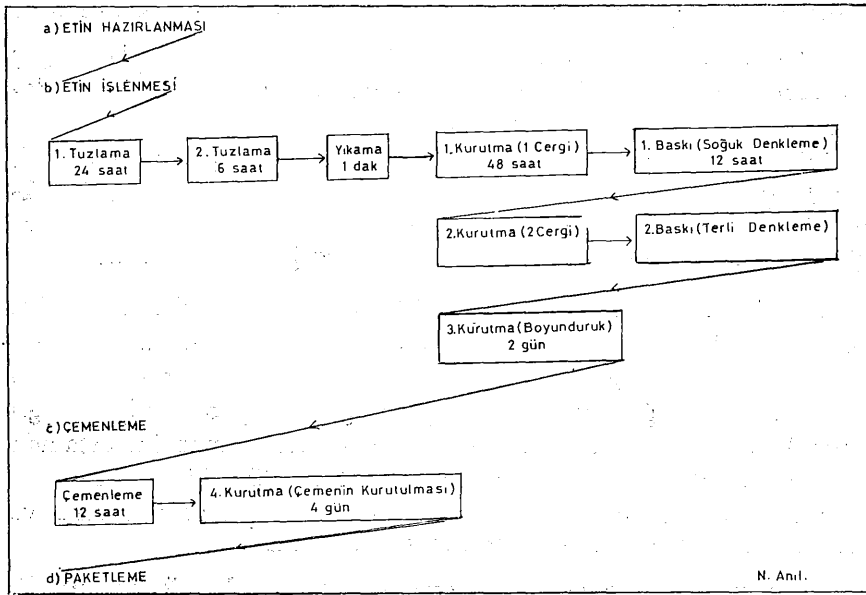 a) ETİN HAZIRLANMASI
b) ETİN İŞLENMESİ
1. Tuzlama
24 saat
2. Tuzlama
6 saat
Yıkama
1 dak
1. Kurutma (1 Cergi)
48 saat
1. Baskı (Soğuk Denkleme)
12 saat
2.Kurutma (2 Cergi)
2.Baskı (Terli Denkleme)
3.Kurutma (Boyunduruk)
2 gün
c) ÇEMENLEME
Çemenleme
12 saat
4. Kurutma (Çemenin Kurutulması)
4 gün
d) PAKETLEME
N. Anıl.